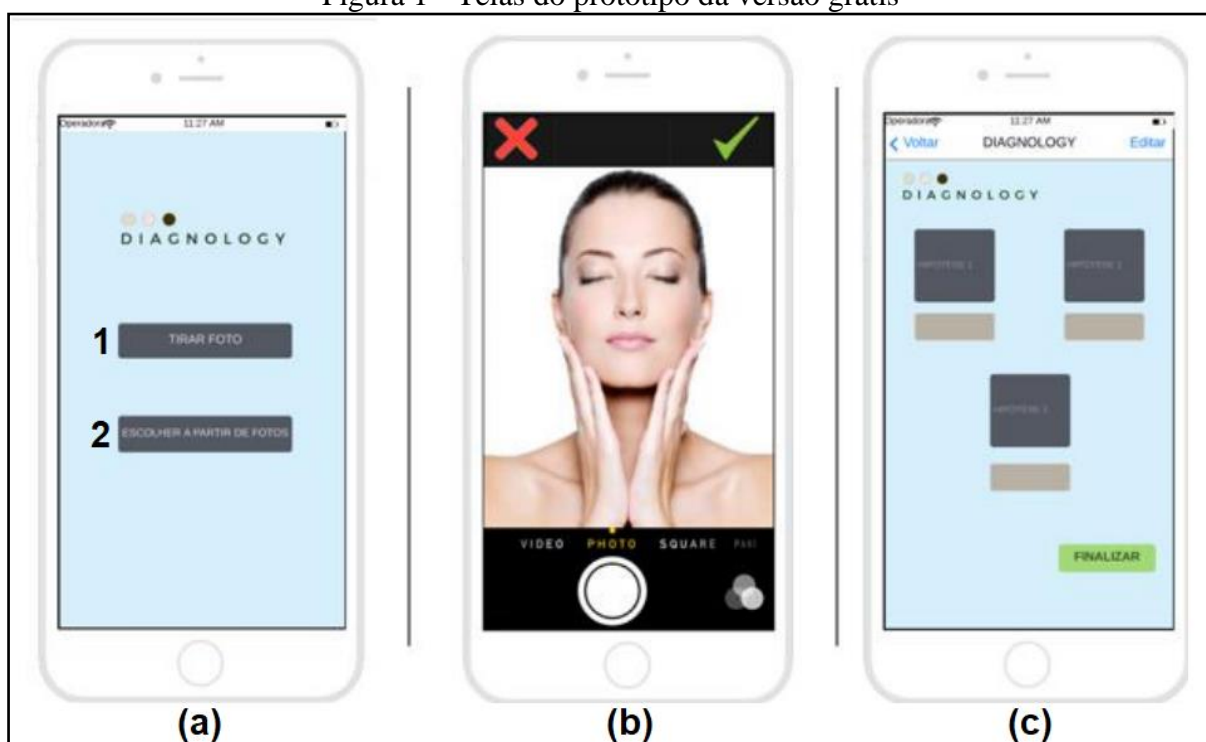 Figura 1 - Telas do protótipo da versão grátis
Operadora 11:27 AM
DIAGNOLOGY
1 TIRAR FOTO
2 ESCOLHER A PARTIR DE FOTOS
(a)
VIDEO PHOTO SQUARE
(b)
Operadora 11:27 AM
Voltar DIAGNOLOGY Editar
DIAGNOLOGY
FINALIZAR
(c)